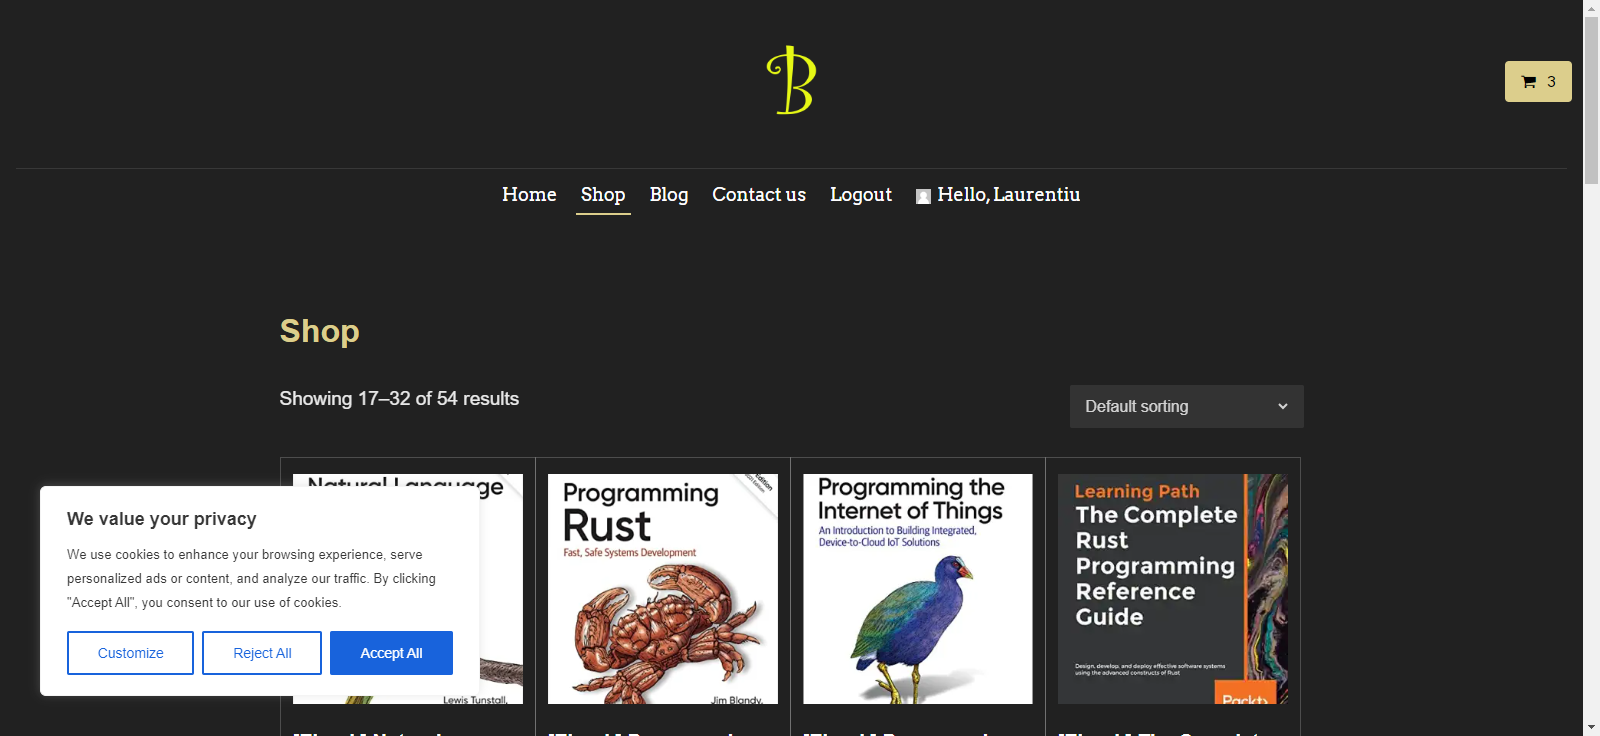 B
3
Home Shop Blog Contact us Logout Hello, Laurentiu
Shop
Showing 17–32 of 54 results
Default sorting
Natural Language
Lewis Tunstall,
Edition
Programming
Rust
Fast, Safe Systems Development
Jim Blandy,
Programming the
Internet of Things
An Introduction to Building Integrated,
Device-to-Cloud IoT Solutions
Learning Path
The Complete
Rust
Programming
Reference
Guide
Design, develop, and deploy effective software systems
using the advanced constructs of Rust
Packt>
We value your privacy
We use cookies to enhance your browsing experience, serve
personalized ads or content, and analyze our traffic. By clicking
"Accept All", you consent to our use of cookies.
Customize Reject All Accept All